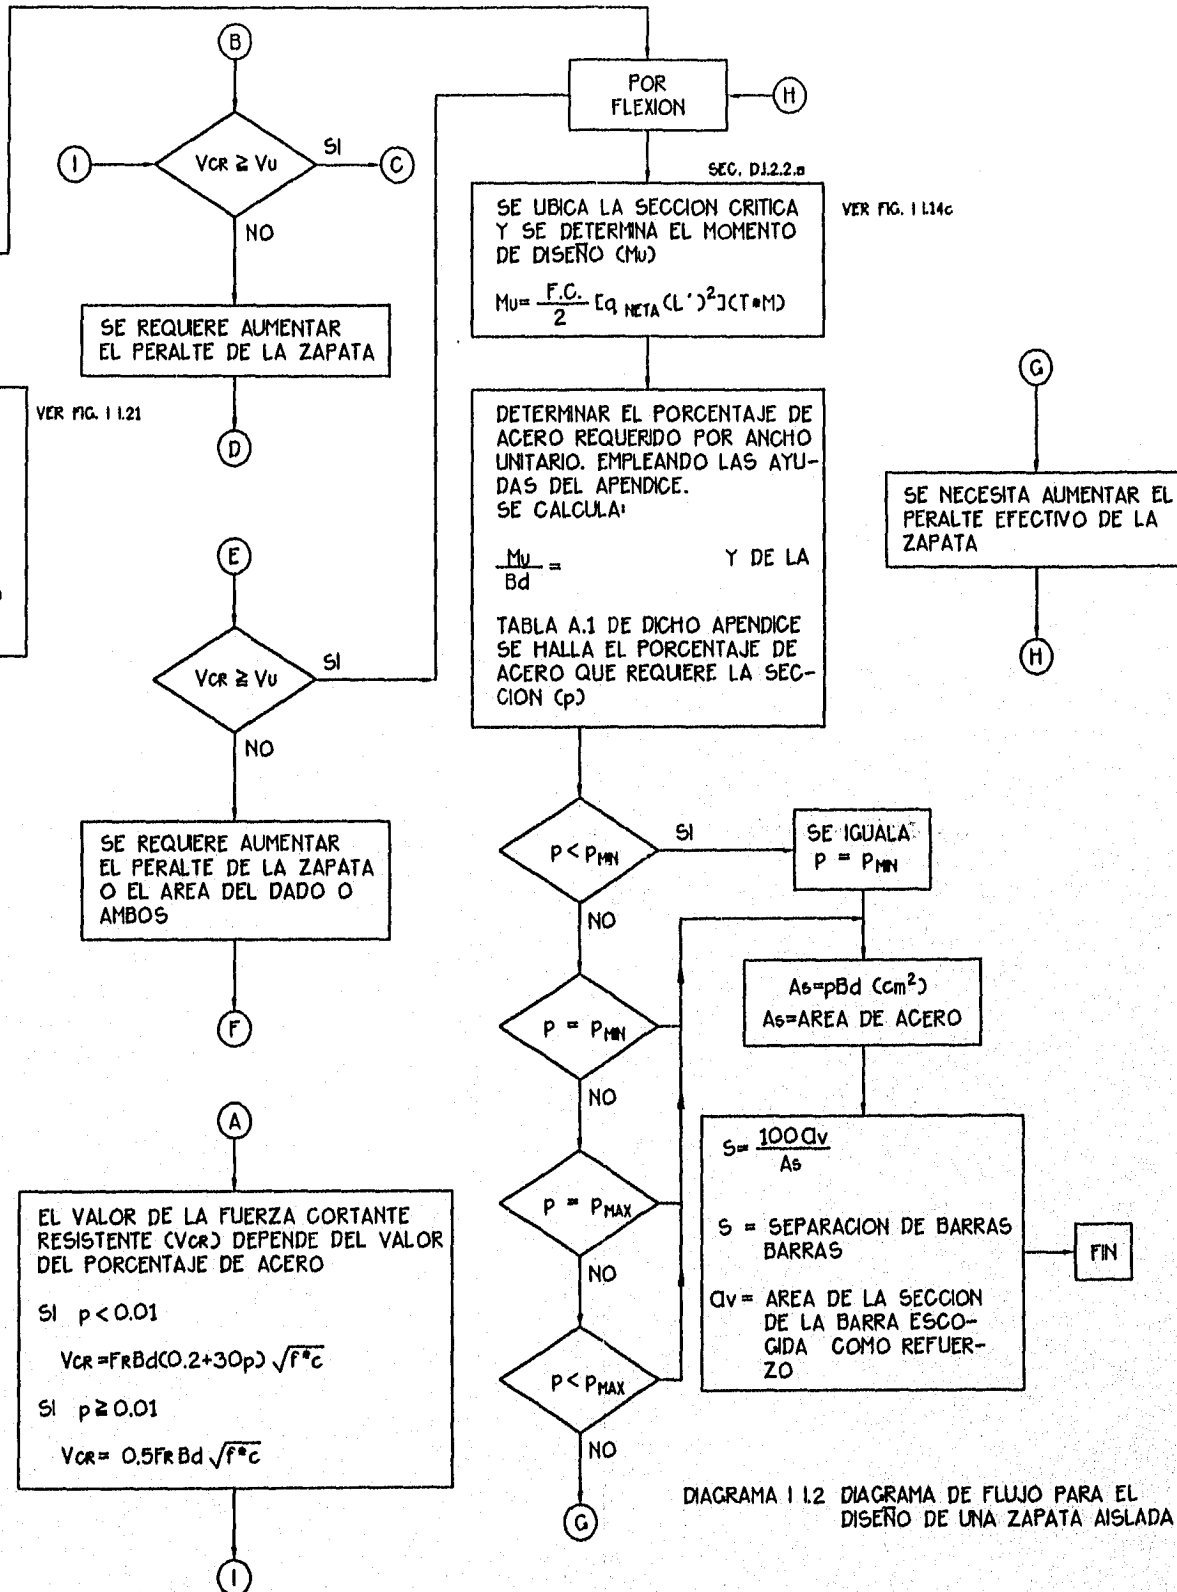 B
I
VCR ≧ VU
SI
C
NO
SE REQUIERE AUMENTAR
EL PERALTE DE LA ZAPATA
D
VER FIG. I I.21
E
VCR ≧ VU
SI
NO
SE REQUIERE AUMENTAR
EL PERALTE DE LA ZAPATA
O EL AREA DEL DADO O
AMBOS
F
A
EL VALOR DE LA FUERZA CORTANTE
RESISTENTE (VCR) DEPENDE DEL VALOR
DEL PORCENTAJE DE ACERO
SI p < 0.01
VCR =FRBd(0.2+30p) √f*c
SI p ≧ 0.01
VCR= 0.5FRBd √f*c
I
POR
FLEXION
H
SEC. D.1.2.2.a
SE UBICA LA SECCION CRITICA
Y SE DETERMINA EL MOMENTO
DE DISEÑO (Mu)
Mu= F.C./2 [q NETA (L')²](T*M)
VER FIG. I I.14c
DETERMINAR EL PORCENTAJE DE
ACERO REQUERIDO POR ANCHO
UNITARIO. EMPLEANDO LAS AYU-
DAS DEL APENDICE.
SE CALCULA:
Mu/Bd = Y DE LA
TABLA A.1 DE DICHO APENDICE
SE HALLA EL PORCENTAJE DE
ACERO QUE REQUIERE LA SEC-
CION (p)
G
SE NECESITA AUMENTAR EL
PERALTE EFECTIVO DE LA
ZAPATA
H
p < PMIN
SI
SE IGUALA
p = PMIN
NO
p = PMIN
NO
As=pBd (cm²)
As=AREA DE ACERO
p = PMAX
NO
S= 100av/As
S = SEPARACION DE BARRAS
BARRAS
av = AREA DE LA SECCION
DE LA BARRA ESCO-
GIDA COMO REFUER-
ZO
FIN
p < PMAX
NO
G
DIAGRAMA I I.2 DIAGRAMA DE FLUJO PARA EL
DISEÑO DE UNA ZAPATA AISLADA